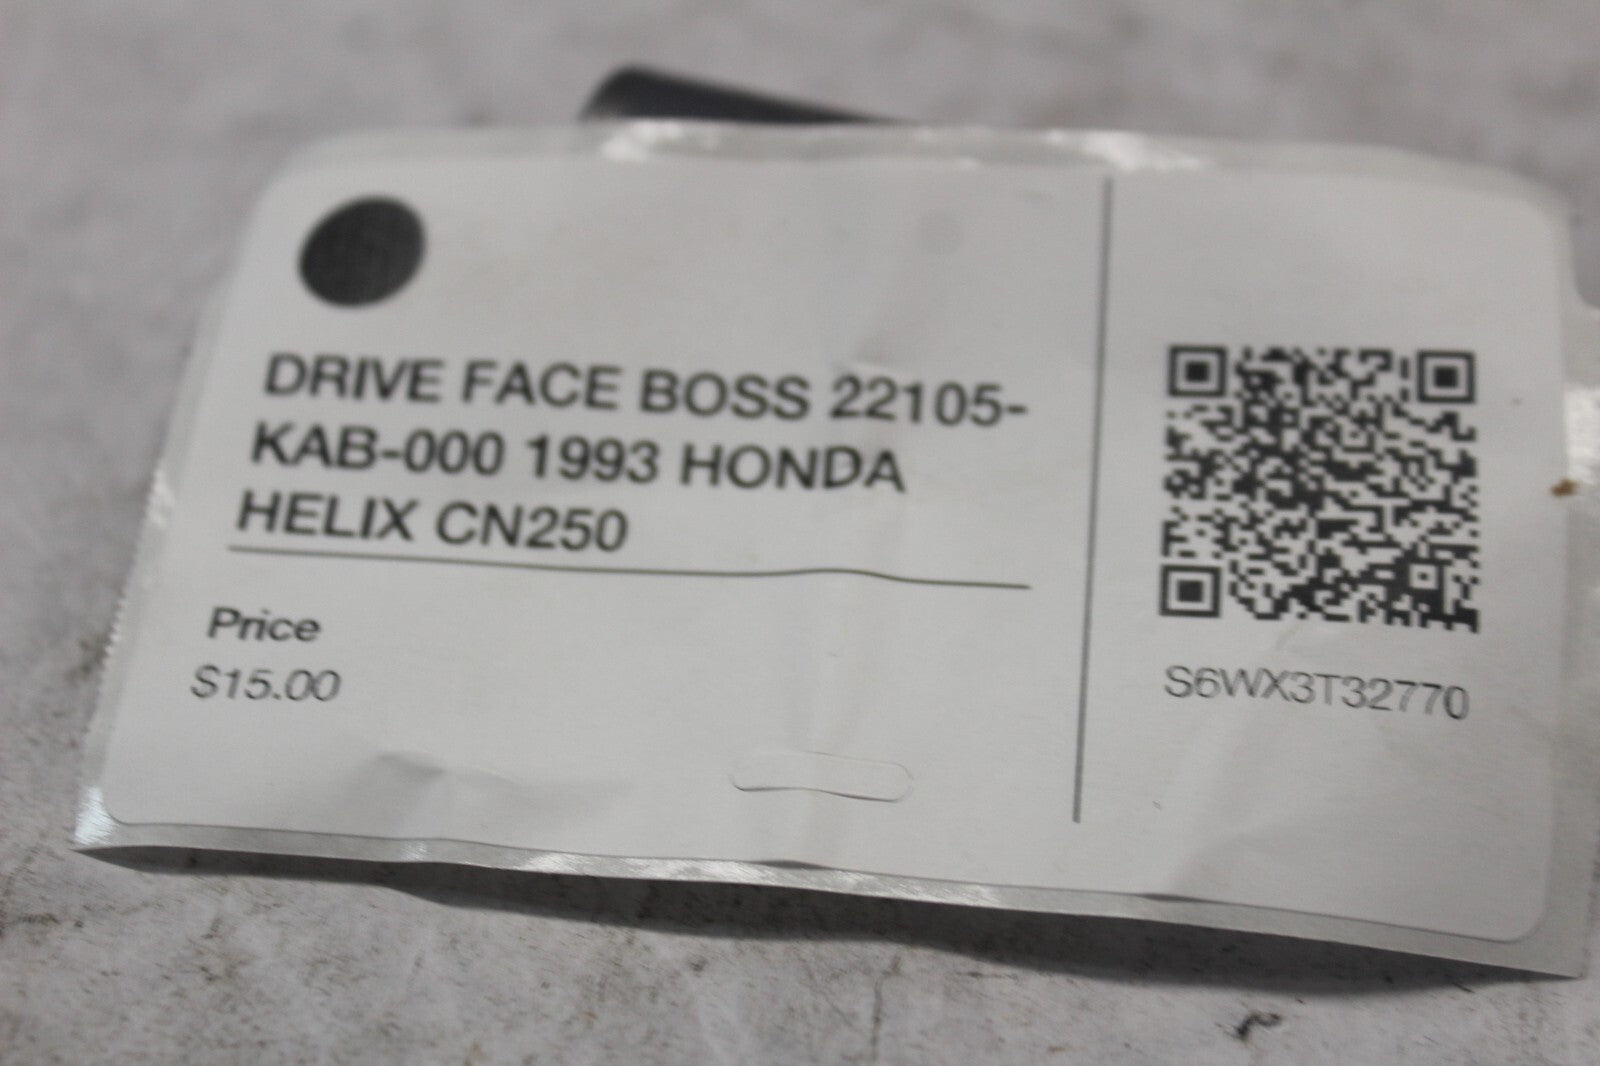 DRIVE FACE BOSS 22105-
KAB-000 1993 HONDA
HELIX CN250
Price
$15.00
S6WX3T32770